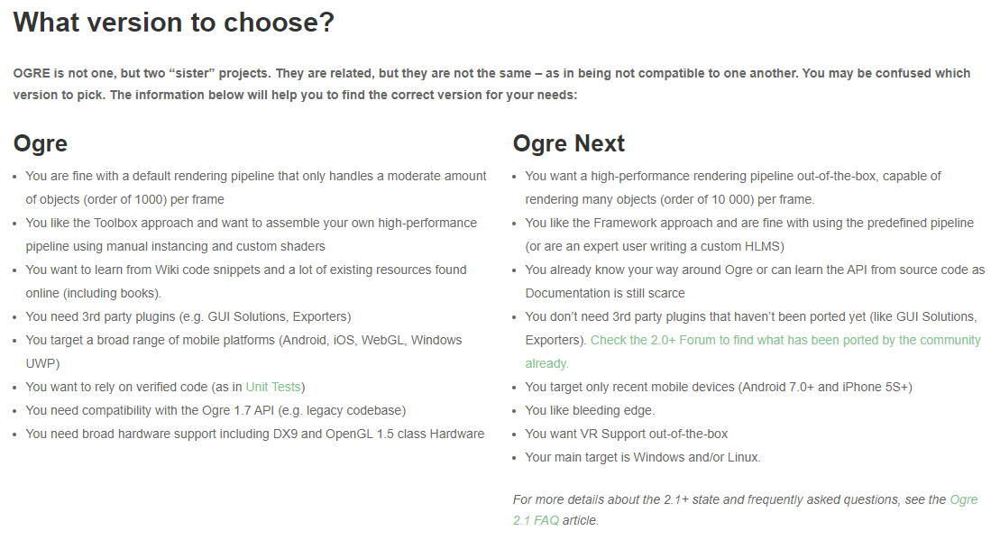 What version to choose?
OGRE is not one, but two “sister” projects. They are related, but they are not the same – as in being not compatible to one another. You may be confused which
version to pick. The information below will help you to find the correct version for your needs:
Ogre
• You are fine with a default rendering pipeline that only handles a moderate amount
of objects (order of 1000) per frame
• You like the Toolbox approach and want to assemble your own high-performance
pipeline using manual instancing and custom shaders
• You want to learn from Wiki code snippets and a lot of existing resources found
online (including books).
• You need 3rd party plugins (e.g. GUI Solutions, Exporters)
• You target a broad range of mobile platforms (Android, iOS, WebGL, Windows
UWP)
• You want to rely on verified code (as in Unit Tests)
• You need compatibility with the Ogre 1.7 API (e.g. legacy codebase)
• You need broad hardware support including DX9 and OpenGL 1.5 class Hardware
Ogre Next
• You want a high-performance rendering pipeline out-of-the-box, capable of
rendering many objects (order of 10 000) per frame.
• You like the Framework approach and are fine with using the predefined pipeline
(or are an expert user writing a custom HLMS)
• You already know your way around Ogre or can learn the API from source code as
Documentation is still scarce
• You don’t need 3rd party plugins that haven’t been ported yet (like GUI Solutions,
Exporters). Check the 2.0+ Forum to find what has been ported by the community
already.
• You target only recent mobile devices (Android 7.0+ and iPhone 5S+)
• You like bleeding edge.
• You want VR Support out-of-the-box
• Your main target is Windows and/or Linux.
For more details about the 2.1+ state and frequently asked questions, see the Ogre
2.1 FAQ article.